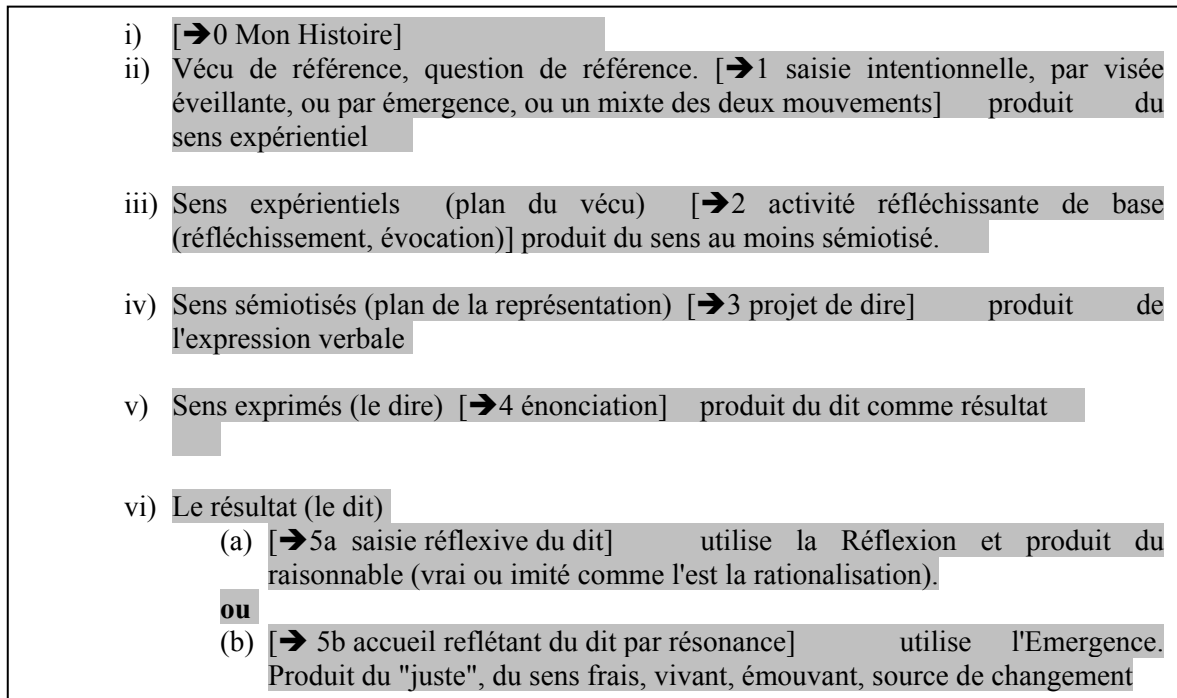 i) [➔0 Mon Histoire]
ii) Vécu de référence, question de référence. [➔1 saisie intentionnelle, par visée
éveillante, ou par émergence, ou un mixte des deux mouvements] produit du
sens expérientiel
iii) Sens expérientiels (plan du vécu) [➔2 activité réfléchissante de base
(réfléchissement, évocation)] produit du sens au moins sémiotisé.
iv) Sens sémiotisés (plan de la représentation) [➔3 projet de dire] produit de
l'expression verbale
v) Sens exprimés (le dire) [➔4 énonciation] produit du dit comme résultat
vi) Le résultat (le dit)
(a) [➔5a saisie réflexive du dit] utilise la Réflexion et produit du
raisonnable (vrai ou imité comme l'est la rationalisation).
ou
(b) [➔ 5b accueil reflétant du dit par résonance] utilise l'Emergence.
Produit du "juste", du sens frais, vivant, émouvant, source de changement